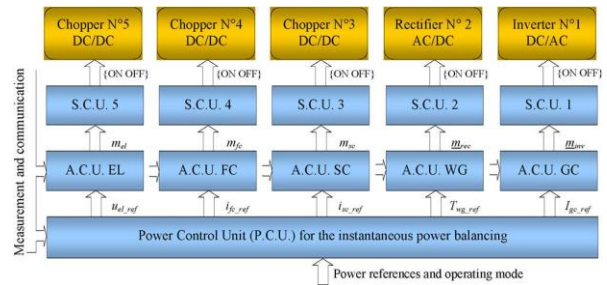 Chopper N°5 Chopper N°4 Chopper N°3 Rectifier N° 2 Inverter N°1
DC/DC DC/DC DC/DC AC/DC DC/AC
{ON OFF} {ON OFF} {ON OFF} {ON OFF} {ON OFF}
S.C.U. 5 S.C.U. 4 S.C.U. 3 S.C.U. 2 S.C.U. 1
m_el m_fc m_sc m_rec m_inv
A.C.U. EL A.C.U. FC A.C.U. SC A.C.U. WG A.C.U. GC
u_el_ref i_fc_ref i_sc_ref T_wg_ref I_gc_ref
Power Control Unit (P.C.U.) for the instantaneous power balancing
Power references and operating mode
Measurement and communication